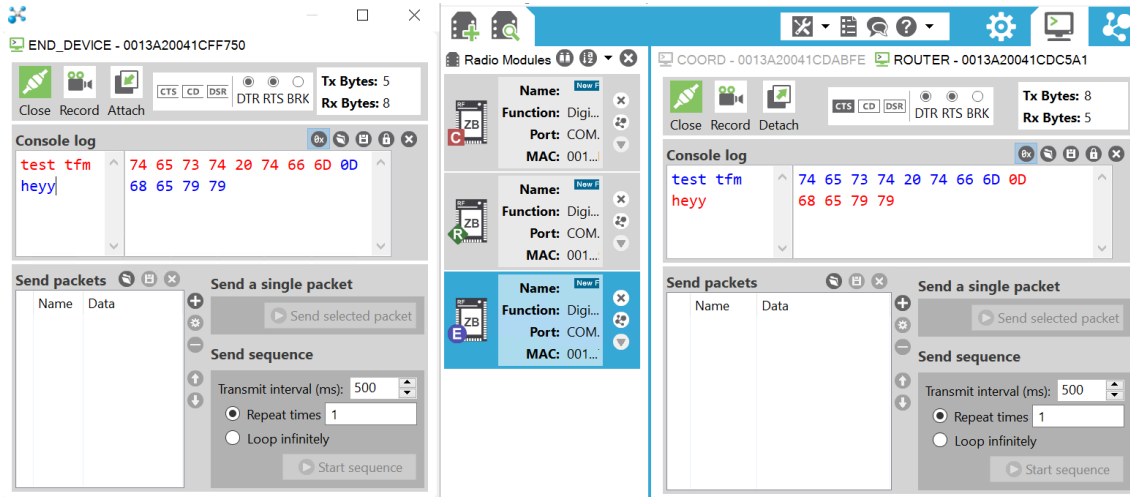 END_DEVICE - 0013A20041CFF750
Close Record Attach
CTS CD DSR
DTR RTS BRK
Tx Bytes: 5
Rx Bytes: 8
Console log
0x
test tfm
heyy
74 65 73 74 20 74 66 6D 0D
68 65 79 79
Send packets
Name Data
Send a single packet
Send selected packet
Send sequence
Transmit interval (ms): 500
Repeat times 1
Loop infinitely
Start sequence
Radio Modules
ZB
C
Name: New F
Function: Digi...
Port: COM.
MAC: 001...
ZB
R
Name: New F
Function: Digi...
Port: COM.
MAC: 001...
ZB
E
Name: New F
Function: Digi...
Port: COM.
MAC: 001...
COORD - 0013A20041CDABFE
ROUTER - 0013A20041CDC5A1
Close Record Detach
CTS CD DSR
DTR RTS BRK
Tx Bytes: 8
Rx Bytes: 5
Console log
0x
test tfm
heyy
74 65 73 74 20 74 66 6D 0D
68 65 79 79
Send packets
Name Data
Send a single packet
Send selected packet
Send sequence
Transmit interval (ms): 500
Repeat times 1
Loop infinitely
Start sequence